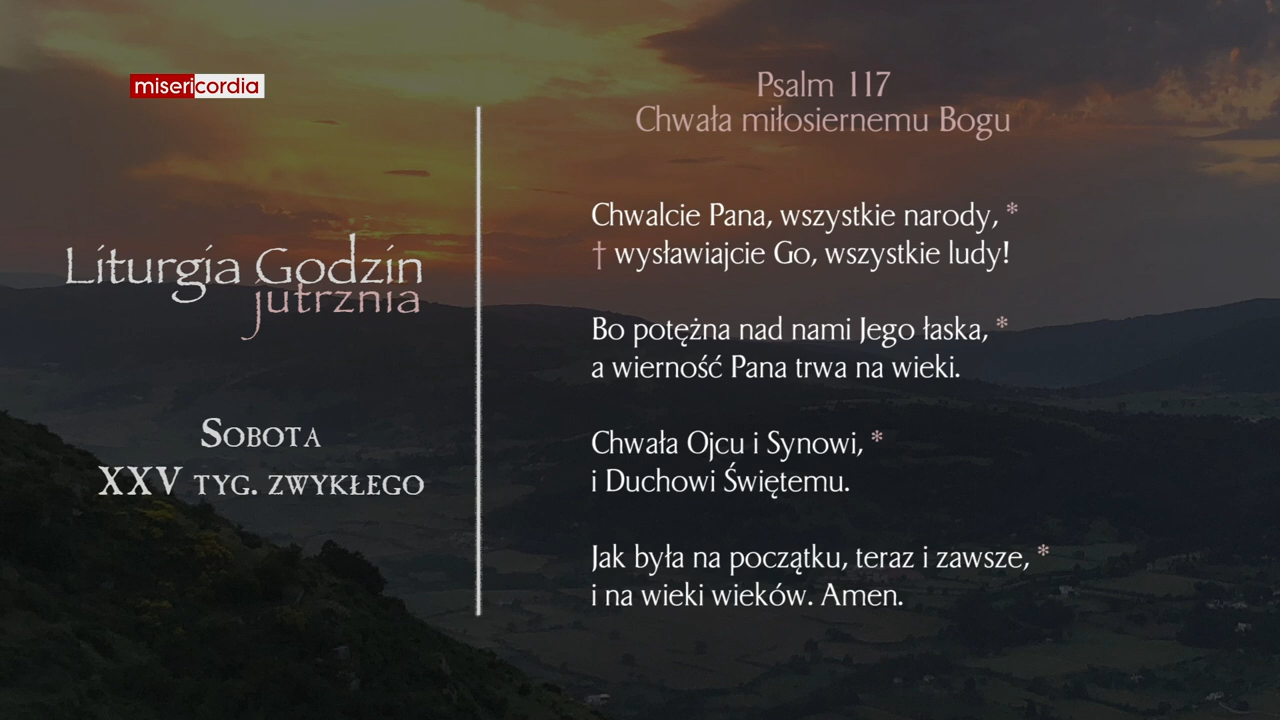 misericordia
Liturgia Godzin
jutrznia
Sobota
XXV tyg. zwykłego
Psalm 117
Chwała miłosiernemu Bogu
Chwalcie Pana, wszystkie narody, *
† wysławiajcie Go, wszystkie ludy!
Bo potężna nad nami Jego łaska, *
a wierność Pana trwa na wieki.
Chwała Ojcu i Synowi, *
i Duchowi Świętemu.
Jak była na początku, teraz i zawsze, *
i na wieki wieków. Amen.